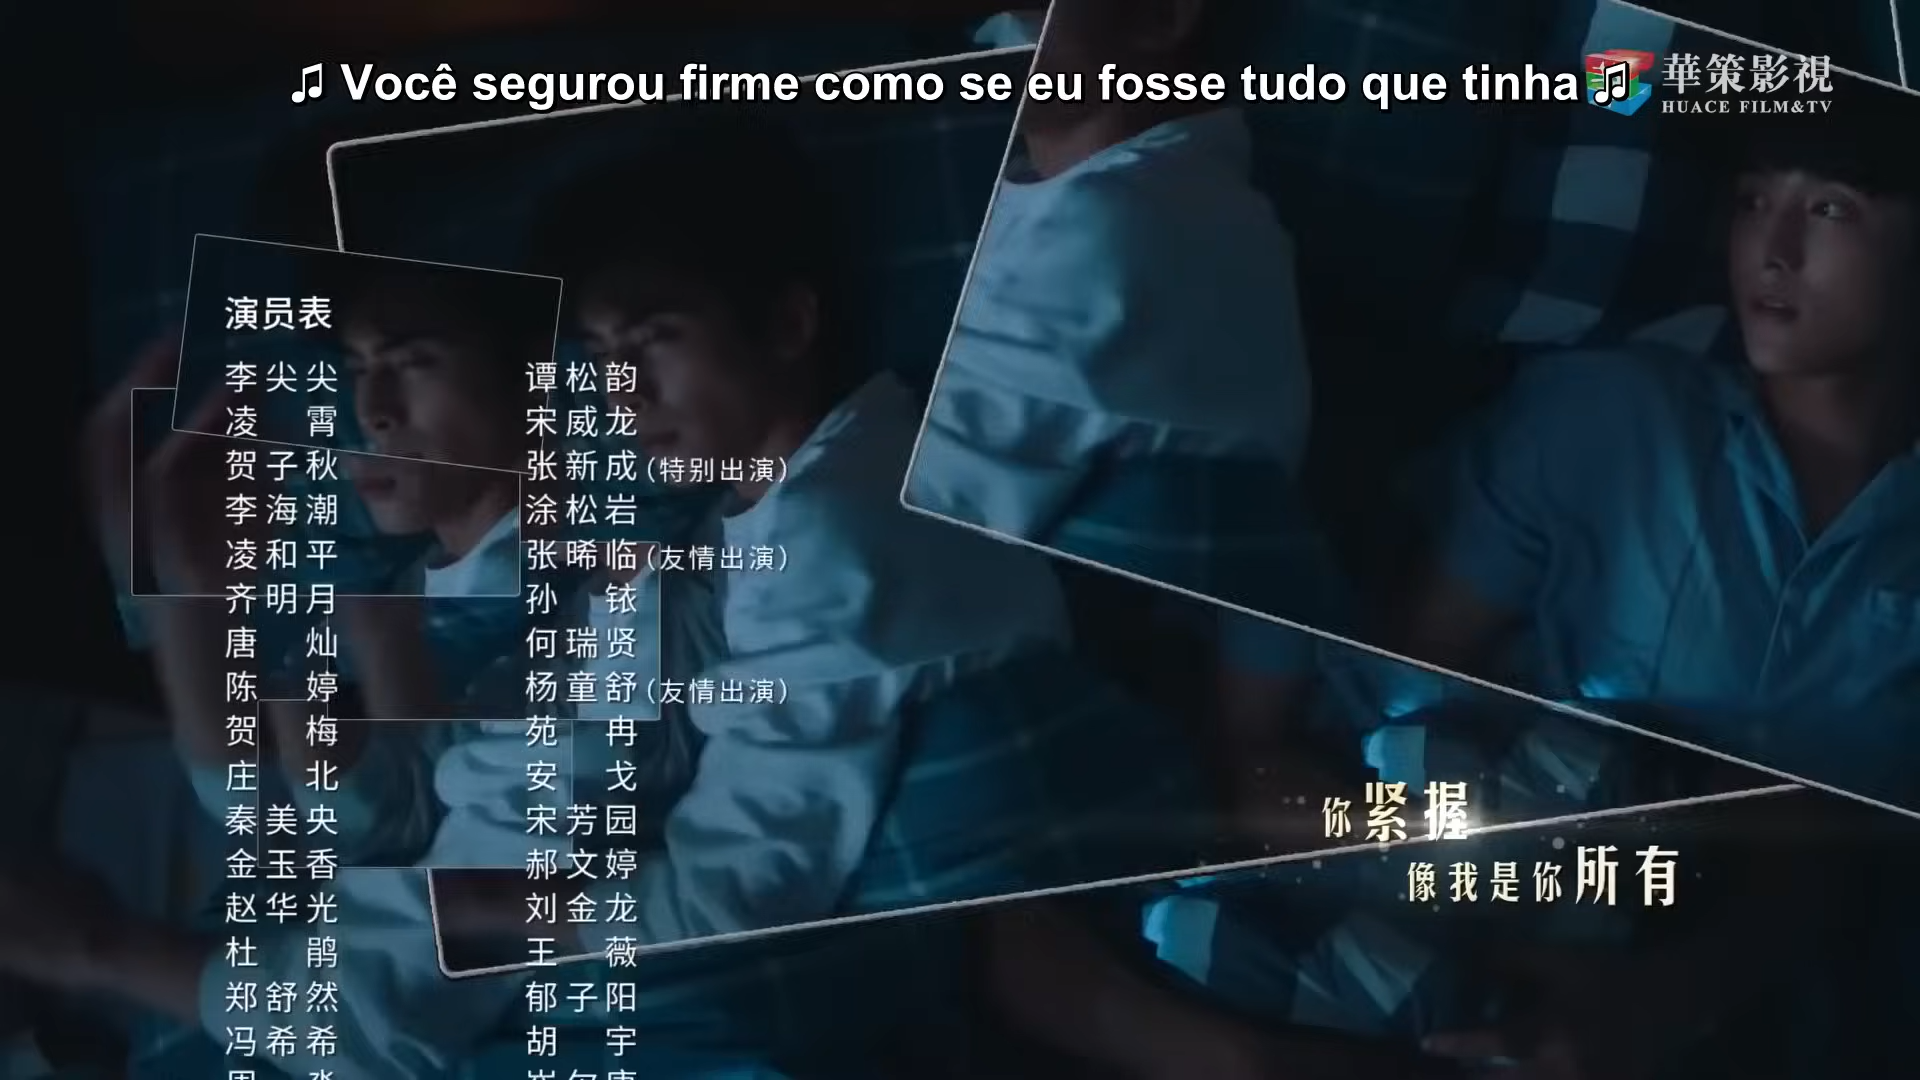 ♫ Você segurou firme como se eu fosse tudo que tinha ♫
華策影視
HUACE FILM&TV
演员表
李尖尖 谭松韵
凌霄 宋威龙
贺子秋 张新成(特别出演)
李海潮 涂松岩
凌和平 张晞临(友情出演)
齐明月 孙铱
唐灿 何瑞贤
陈婷 杨童舒(友情出演)
贺梅 苑冉
庄北 安戈
秦美央 宋芳园
金玉香 郝文婷
赵华光 刘金龙
杜鹃 王薇
郑舒然 郁子阳
冯希希 胡宇
你紧握
像我是你所有